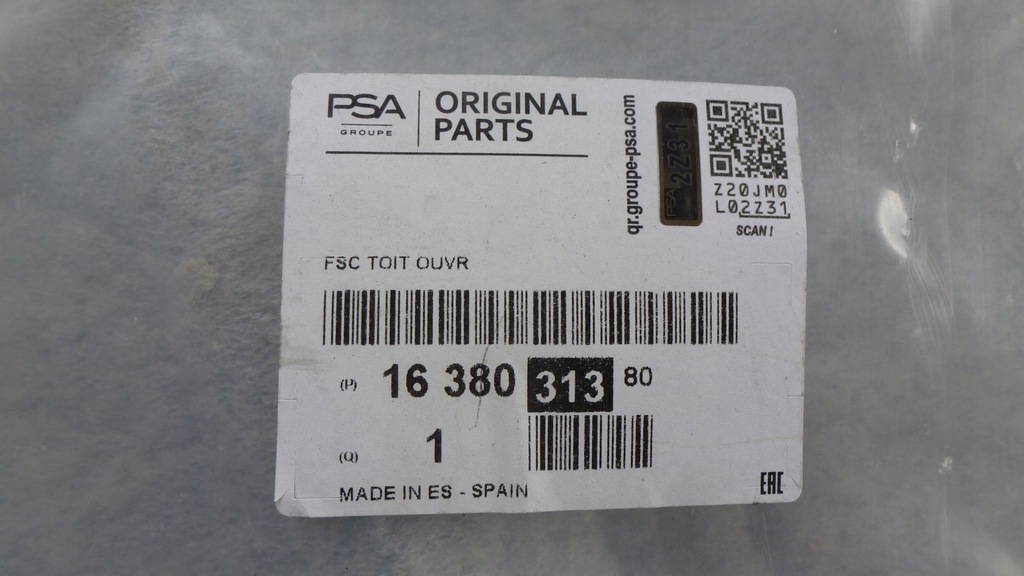 PSA
GROUPE
ORIGINAL
PARTS
qr.groupe-psa.com
PSA 2Z31
Z20JM0
L02Z31
SCAN!
FSC TOIT OUVR
(P) 16 380 313 80
(Q) 1
MADE IN ES - SPAIN
EAC